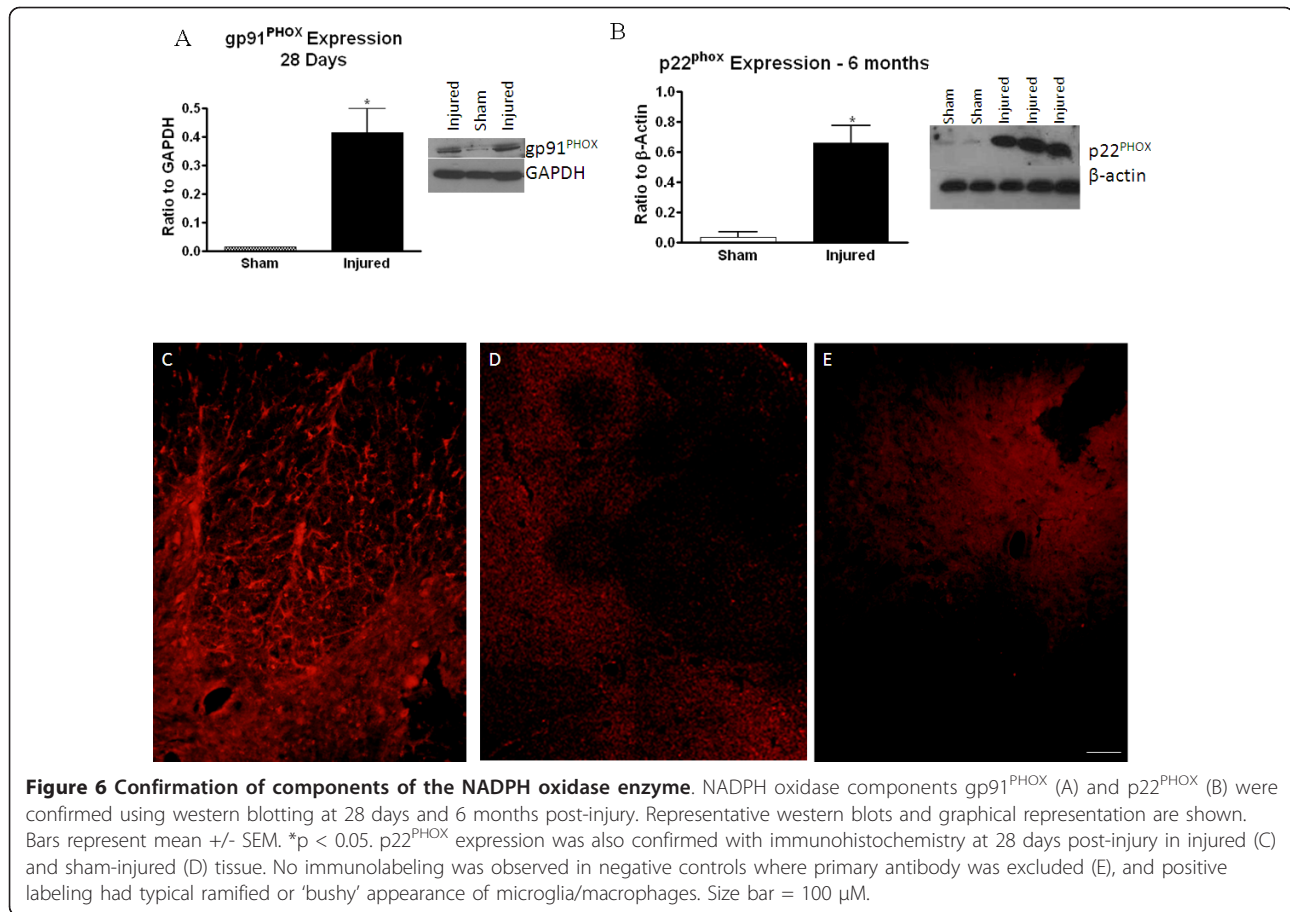 A
gp91PHOX Expression
28 Days
Ratio to GAPDH
0.5
0.4
0.3
0.2
0.1
0.0
*
Sham
Injured
Injured
Sham
Injured
gp91PHOX
GAPDH
B
p22phox Expression - 6 months
Ratio to β-Actin
1.0
0.8
0.6
0.4
0.2
0.0
*
Sham
Injured
Sham
Sham
Injured
Injured
Injured
p22PHOX
β-actin
C
D
E
Figure 6 Confirmation of components of the NADPH oxidase enzyme. NADPH oxidase components gp91PHOX (A) and p22PHOX (B) were
confirmed using western blotting at 28 days and 6 months post-injury. Representative western blots and graphical representation are shown.
Bars represent mean +/- SEM. *p < 0.05. p22PHOX expression was also confirmed with immunohistochemistry at 28 days post-injury in injured (C)
and sham-injured (D) tissue. No immunolabeling was observed in negative controls where primary antibody was excluded (E), and positive
labeling had typical ramified or ‘bushy’ appearance of microglia/macrophages. Size bar = 100 μM.